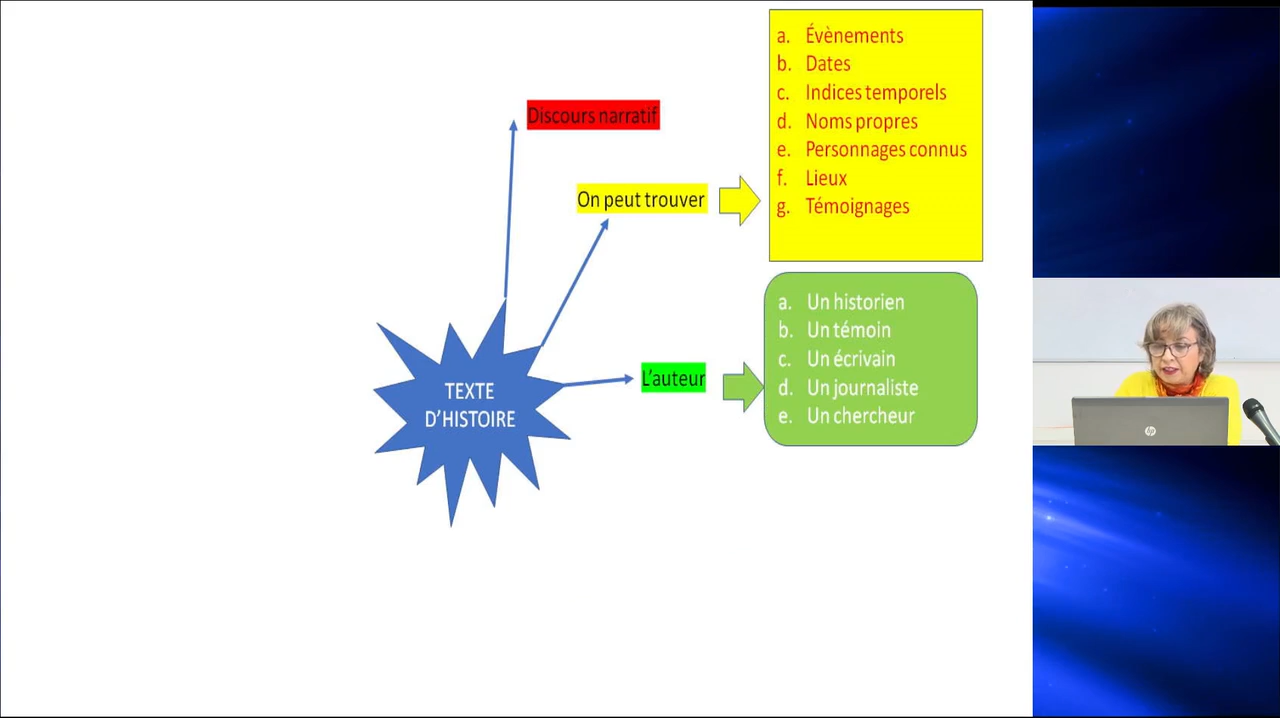 Discours narratif
On peut trouver
a. Évènements
b. Dates
c. Indices temporels
d. Noms propres
e. Personnages connus
f. Lieux
g. Témoignages
TEXTE
D'HISTOIRE
L'auteur
a. Un historien
b. Un témoin
c. Un écrivain
d. Un journaliste
e. Un chercheur
hp